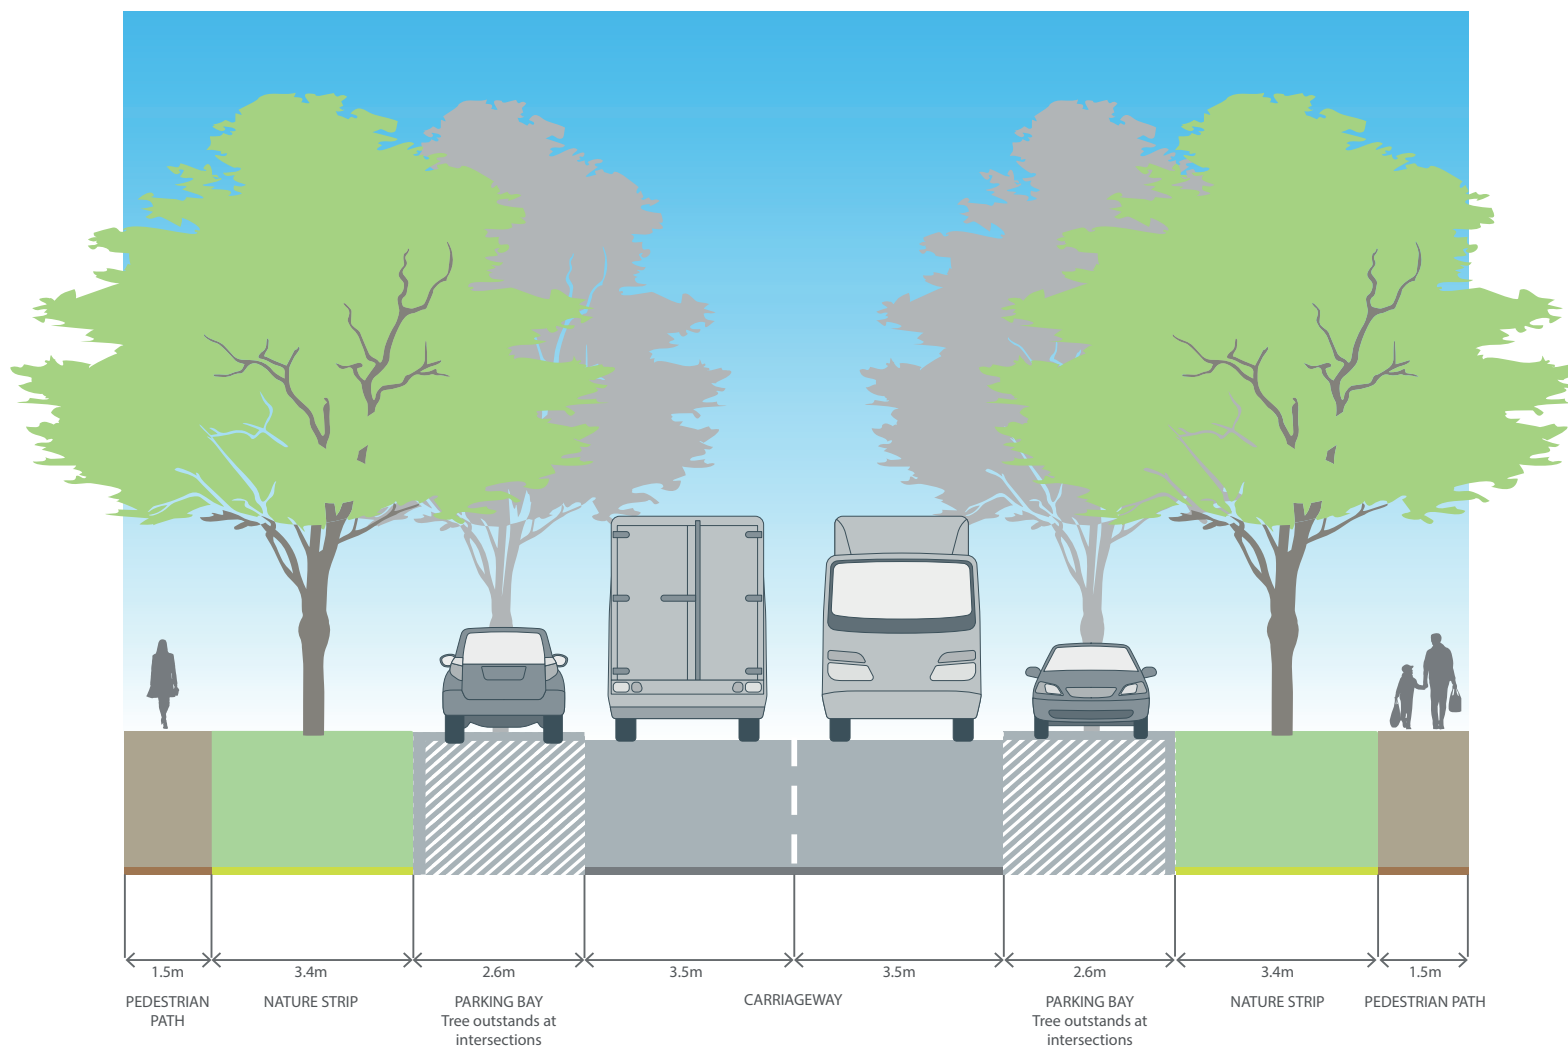 1.5m
3.4m
2.6m
3.5m
3.5m
2.6m
3.4m
1.5m
PEDESTRIAN
PATH
NATURE STRIP
PARKING BAY
Tree outstands at
intersections
CARRIAGEWAY
PARKING BAY
Tree outstands at
intersections
NATURE STRIP
PEDESTRIAN PATH